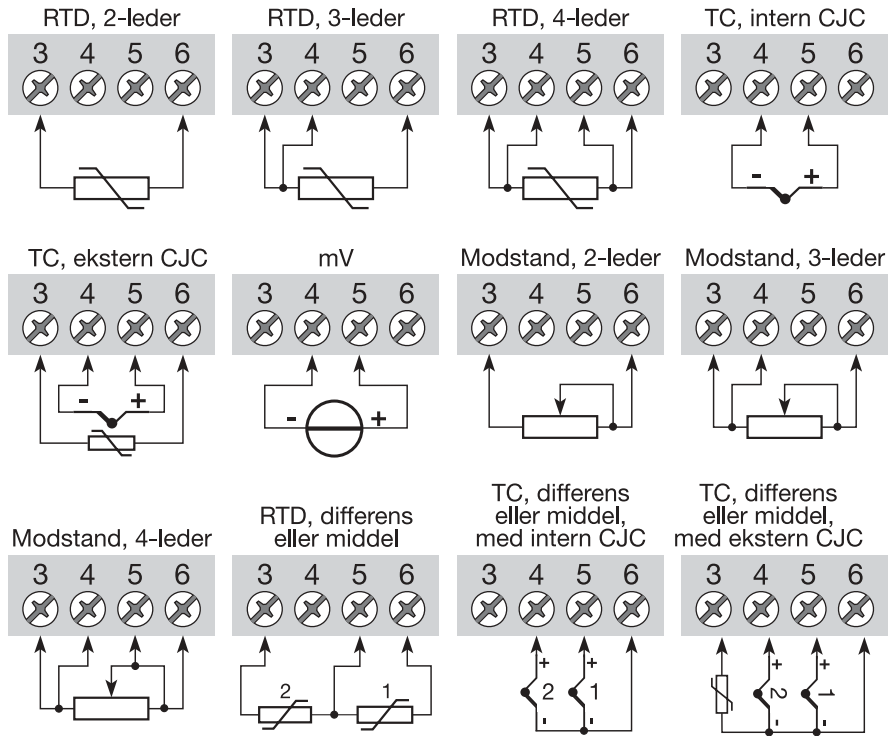 RTD, 2-leder
3 4 5 6
RTD, 3-leder
3 4 5 6
RTD, 4-leder
3 4 5 6
TC, intern CJC
3 4 5 6
- +
TC, ekstern CJC
3 4 5 6
- +
mV
3 4 5 6
- +
Modstand, 2-leder
3 4 5 6
Modstand, 3-leder
3 4 5 6
Modstand, 4-leder
3 4 5 6
RTD, differens
eller middel
3 4 5 6
2 1
TC, differens
eller middel,
med intern CJC
3 4 5 6
+ +
2 1
- -
TC, differens
eller middel,
med ekstern CJC
3 4 5 6
+ +
2 1
- -